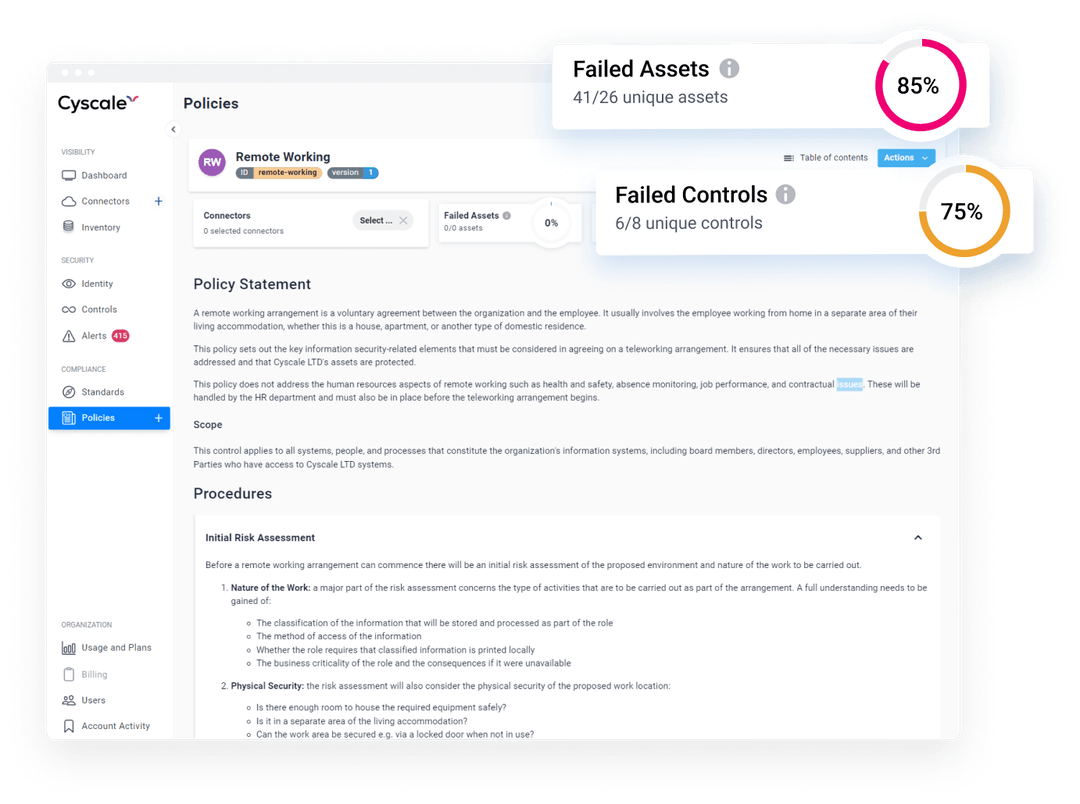 Failed Assets
41/26 unique assets
85%
Cyscale
Policies
VISIBILITY
Dashboard
Connectors +
Inventory
SECURITY
Identity
Controls
Alerts 415
COMPLIANCE
Standards
Policies +
ORGANIZATION
Usage and Plans
Billing
Users
Account Activity
RW
Remote Working
ID remote-working version 1
Table of contents
Actions
Failed Controls
6/8 unique controls
75%
Connectors
0 selected connectors
Select ...
Failed Assets
0/0 assets
0%
Policy Statement
A remote working arrangement is a voluntary agreement between the organization and the employee. It usually involves the employee working from home in a separate area of their
living accommodation, whether this is a house, apartment, or another type of domestic residence.
This policy sets out the key information security-related elements that must be considered in agreeing on a teleworking arrangement. It ensures that all of the necessary issues are
addressed and that Cyscale LTD's assets are protected.
This policy does not address the human resources aspects of remote working such as health and safety, absence monitoring, job performance, and contractual issues. These will be
handled by the HR department and must also be in place before the teleworking arrangement begins.
Scope
This control applies to all systems, people, and processes that constitute the organization's information systems, including board members, directors, employees, suppliers, and other 3rd
Parties who have access to Cyscale LTD systems.
Procedures
Initial Risk Assessment
Before a remote working arrangement can commence there will be an initial risk assessment of the proposed environment and nature of the work to be carried out.
1. Nature of the Work: a major part of the risk assessment concerns the type of activities that are to be carried out as part of the arrangement. A full understanding needs to be
gained of:
The classification of the information that will be stored and processed as part of the role
The method of access of the information
Whether the role requires that classified information is printed locally
The business criticality of the role and the consequences if it were unavailable
2. Physical Security: the risk assessment will also consider the physical security of the proposed work location:
Is there enough room to house the required equipment safely?
Is it in a separate area of the living accommodation?
Can the work area be secured e.g. via a locked door when not in use?